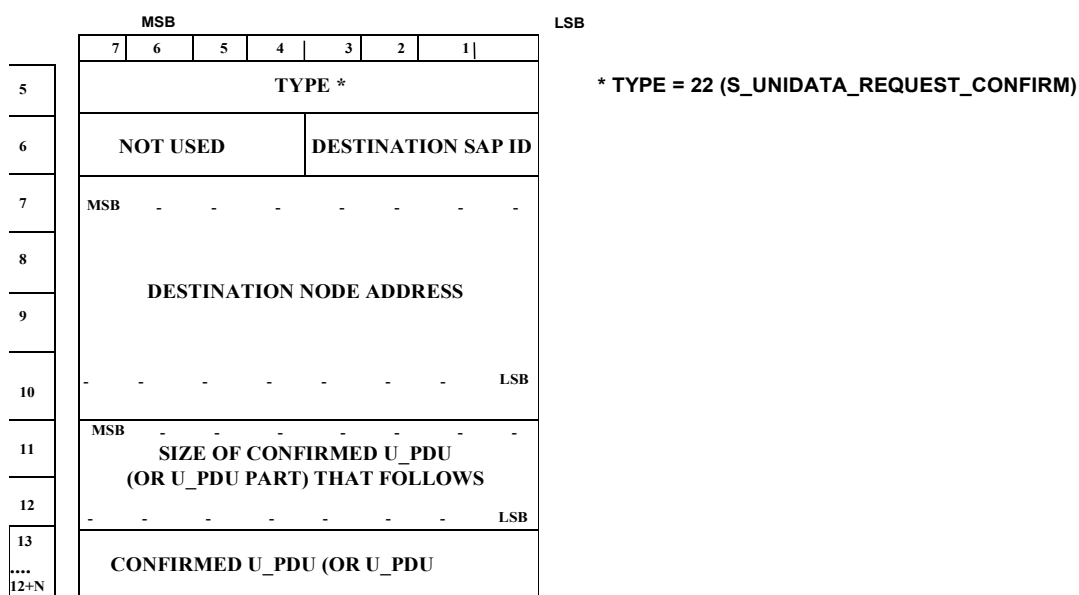 MSB LSB
7 6 5 4 3 2 1
5 TYPE * * TYPE = 22 (S_UNIDATA_REQUEST_CONFIRM)
6 NOT USED DESTINATION SAP ID
7 MSB - - - - - - -
8
DESTINATION NODE ADDRESS
9
10 - - - - - - - LSB
MSB - - - - - - -
11 SIZE OF CONFIRMED U_PDU
(OR U_PDU PART) THAT FOLLOWS
12 - - - - - - - LSB
13
.... CONFIRMED U_PDU (OR U_PDU
12+N